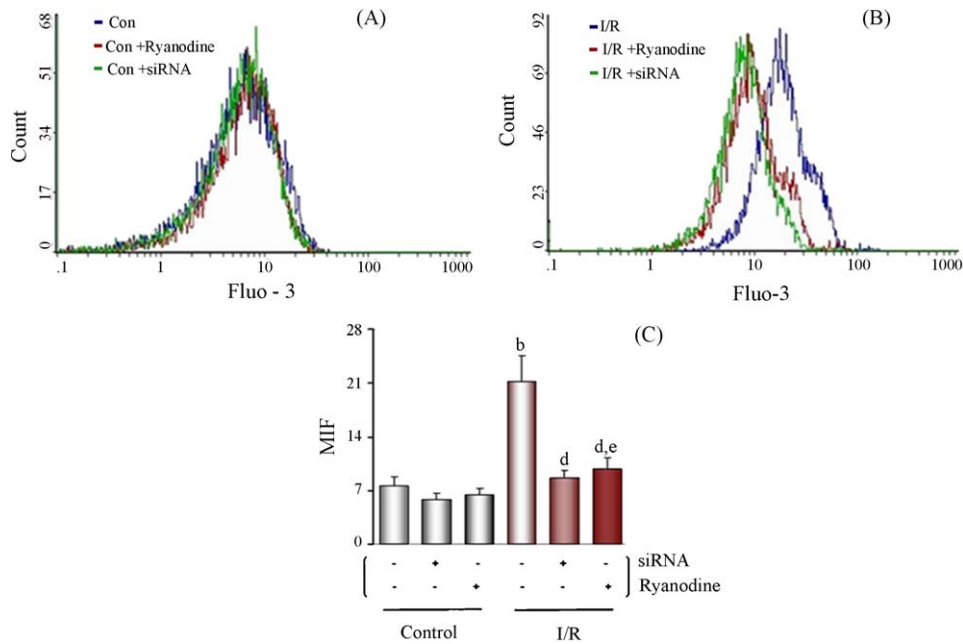 (A)
Con
Con +Ryanodine
Con +siRNA
Count
68
51
34
17
0
.1 1 10 100 1000
Fluo - 3
(B)
I/R
I/R +Ryanodine
I/R +siRNA
Count
92
69
46
23
0
.1 1 10 100 1000
Fluo-3
(C)
MIF
28
21
14
7
0
b
d
d,e
- + - - + - siRNA
- - + - - + Ryanodine
Control I/R